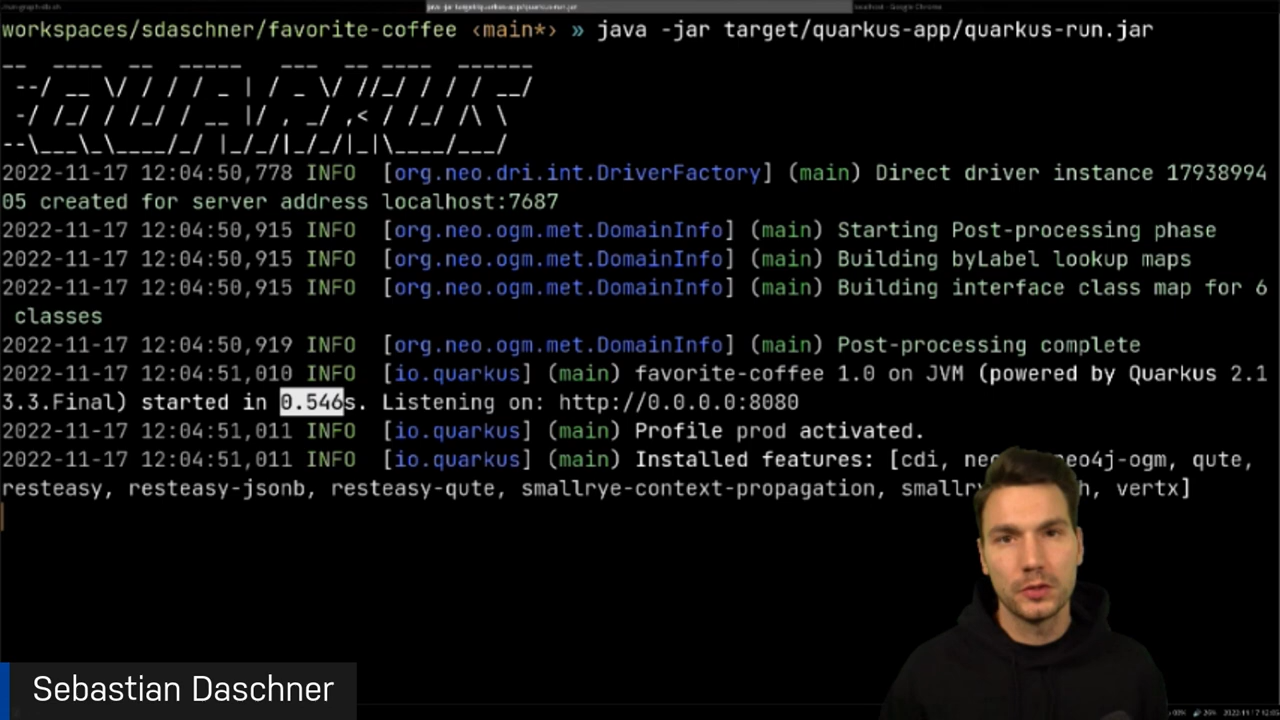 java -jar target/quarkus-app/quarkus-run.jar
workspaces/sdaschner/favorite-coffee ‹main*› » java -jar target/quarkus-app/quarkus-run.jar
2022-11-17 12:04:50,778 INFO [org.neo.dri.int.DriverFactory] (main) Direct driver instance 17938994
05 created for server address localhost:7687
2022-11-17 12:04:50,915 INFO [org.neo.ogm.met.DomainInfo] (main) Starting Post-processing phase
2022-11-17 12:04:50,915 INFO [org.neo.ogm.met.DomainInfo] (main) Building byLabel lookup maps
2022-11-17 12:04:50,915 INFO [org.neo.ogm.met.DomainInfo] (main) Building interface class map for 6
classes
2022-11-17 12:04:50,919 INFO [org.neo.ogm.met.DomainInfo] (main) Post-processing complete
2022-11-17 12:04:51,010 INFO [io.quarkus] (main) favorite-coffee 1.0 on JVM (powered by Quarkus 2.1
3.3.Final) started in 0.546s. Listening on: http://0.0.0.0:8080
2022-11-17 12:04:51,011 INFO [io.quarkus] (main) Profile prod activated.
2022-11-17 12:04:51,011 INFO [io.quarkus] (main) Installed features: [cdi, neo4j-ogm, qute,
resteasy, resteasy-jsonb, resteasy-qute, smallrye-context-propagation, vertx]
Sebastian Daschner